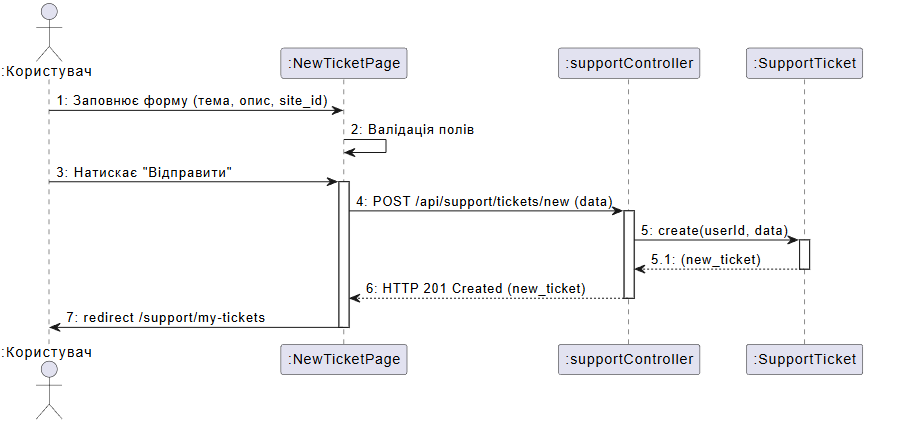 :Користувач
:NewTicketPage
:supportController
:SupportTicket
1: Заповнює форму (тема, опис, site_id)
2: Валідація полів
3: Натискає "Відправити"
4: POST /api/support/tickets/new (data)
5: create(userId, data)
5.1: (new_ticket)
6: HTTP 201 Created (new_ticket)
7: redirect /support/my-tickets
:Користувач
:NewTicketPage
:supportController
:SupportTicket